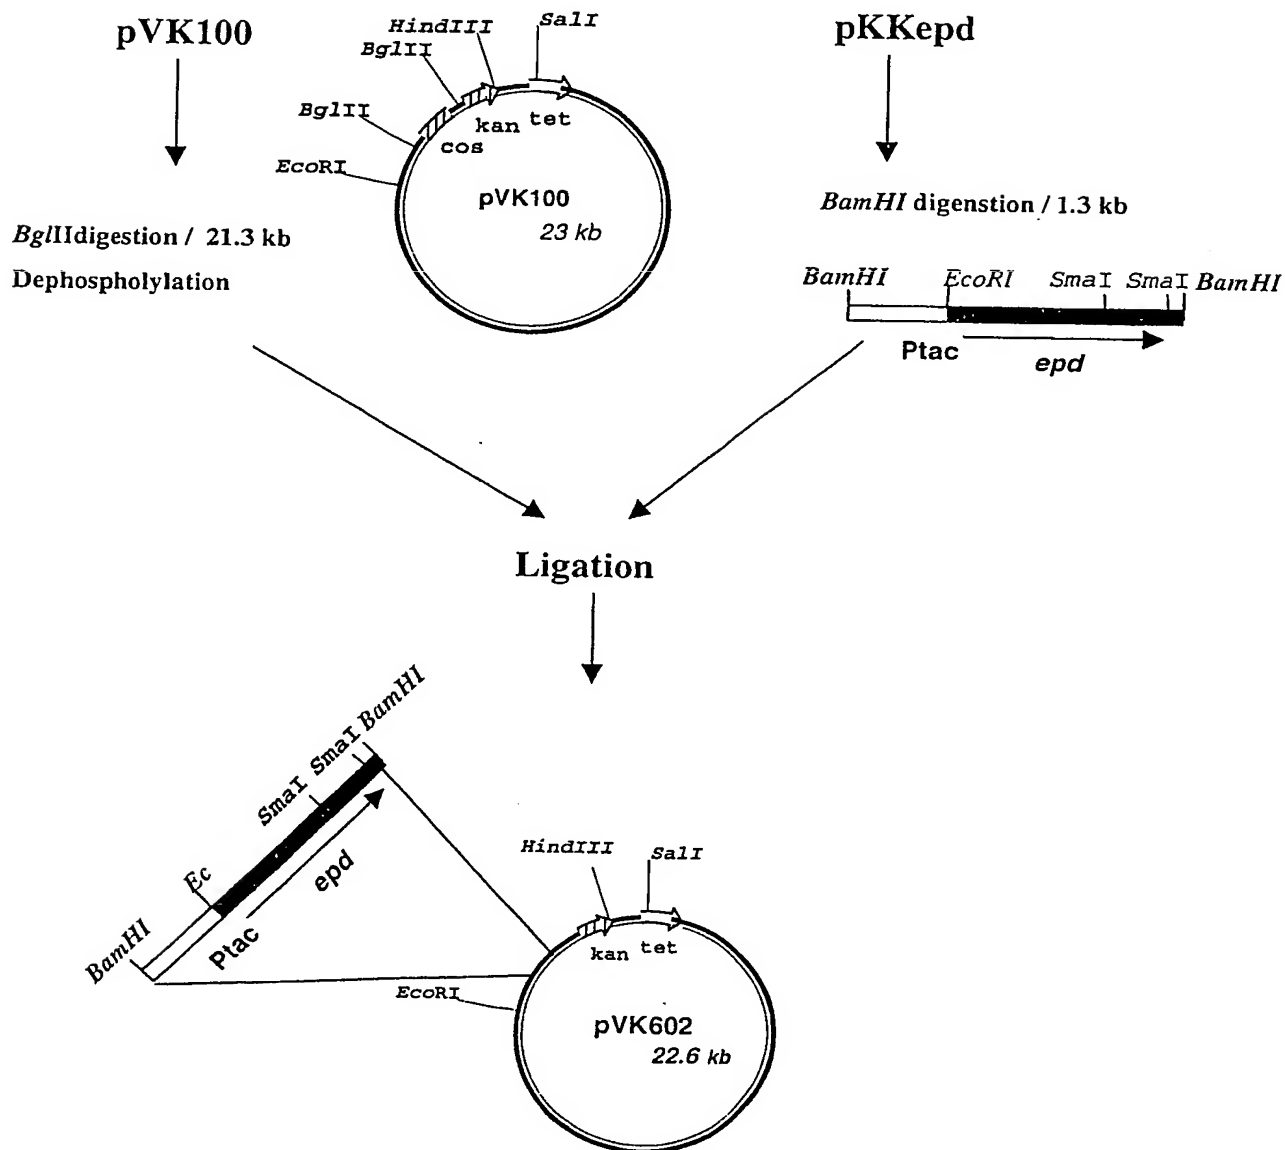 pVK100
HindIII
SalI
BglII
BglII
EcoRI
cos
kan
tet
pVK100
23 kb
BglIIdigestion / 21.3 kb
Dephospholylation
pKKepd
BamHI digenstion / 1.3 kb
BamHI
EcoRI
SmaI
SmaI
BamHI
Ptac
epd
Ligation
BamHI
Ec
SmaI
SmaI
BamHI
Ptac
epd
HindIII
SalI
kan
tet
EcoRI
pVK602
22.6 kb